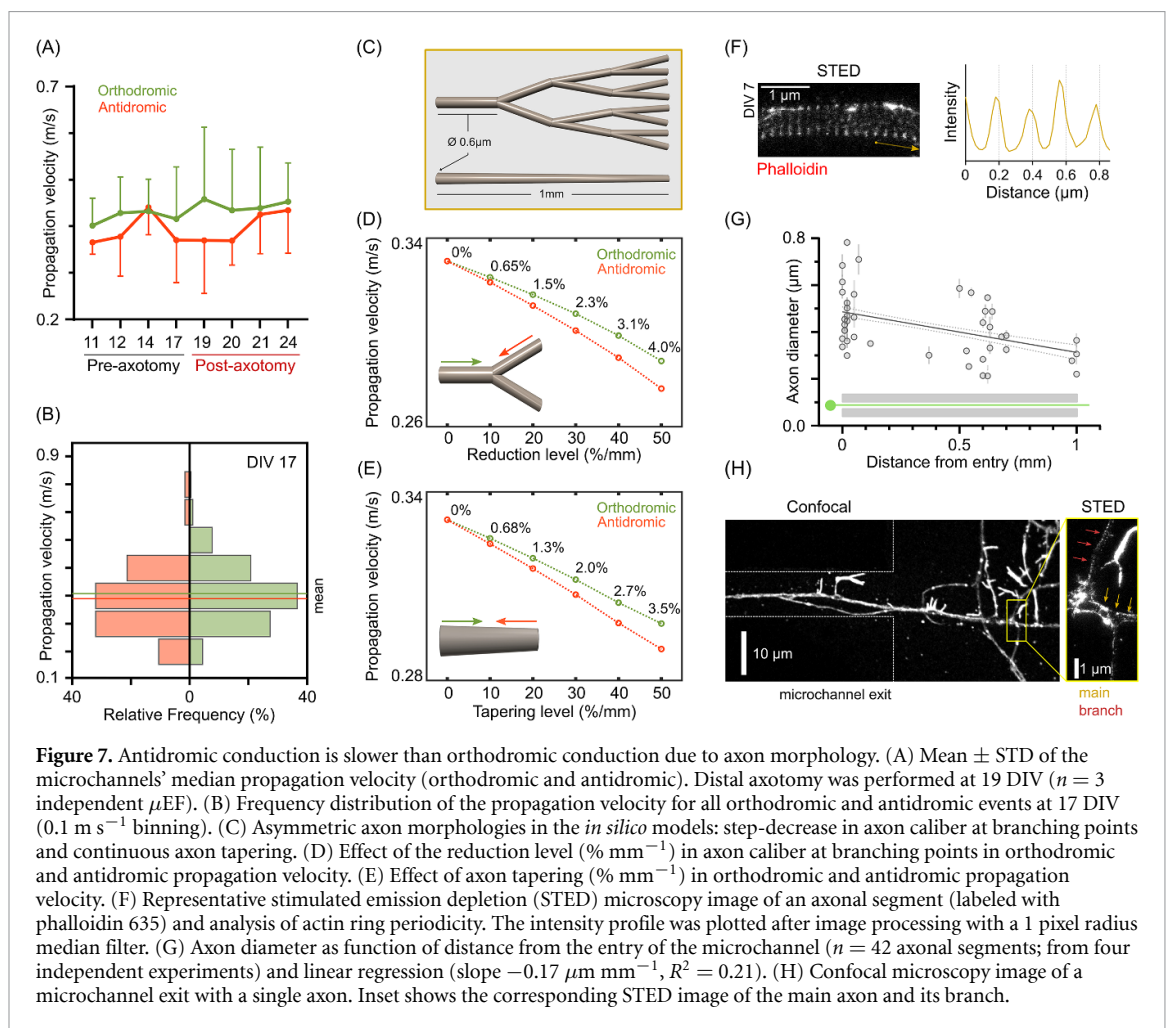 (A)
0.7
Orthodromic
Antidromic
Propagation velocity (m/s)
0.2
11 12 14 17 19 20 21 24
Pre-axotomy Post-axotomy
(B)
0.9
DIV 17
Propagation velocity (m/s)
mean
0.1
40 20 0 20 40
Relative Frequency (%)
(C)
Ø 0.6μm
1mm
(D)
0.34
Orthodromic
Antidromic
0%
0.65%
1.5%
2.3%
3.1%
4.0%
Propagation velocity (m/s)
0.26
0 10 20 30 40 50
Reduction level (%/mm)
(E)
0.34
Orthodromic
Antidromic
0%
0.68%
1.3%
2.0%
2.7%
3.5%
Propagation velocity (m/s)
0.28
0 10 20 30 40 50
Tapering level (%/mm)
(F)
STED
DIV 7
1 μm
Phalloidin
Intensity
0 0.4 0.8
Distance (μm)
(G)
0.8
Axon diameter (μm)
0.0
0 0.5 1
Distance from entry (mm)
(H)
Confocal
STED
10 μm
1 μm
microchannel exit
main
branch
Figure 7. Antidromic conduction is slower than orthodromic conduction due to axon morphology. (A) Mean ± STD of the
microchannels' median propagation velocity (orthodromic and antidromic). Distal axotomy was performed at 19 DIV (n = 3
independent μEF). (B) Frequency distribution of the propagation velocity for all orthodromic and antidromic events at 17 DIV
(0.1 m s⁻¹ binning). (C) Asymmetric axon morphologies in the in silico models: step-decrease in axon caliber at branching points
and continuous axon tapering. (D) Effect of the reduction level (% mm⁻¹) in axon caliber at branching points in orthodromic
and antidromic propagation velocity. (E) Effect of axon tapering (% mm⁻¹) in orthodromic and antidromic propagation
velocity. (F) Representative stimulated emission depletion (STED) microscopy image of an axonal segment (labeled with
phalloidin 635) and analysis of actin ring periodicity. The intensity profile was plotted after image processing with a 1 pixel radius
median filter. (G) Axon diameter as function of distance from the entry of the microchannel (n = 42 axonal segments; from four
independent experiments) and linear regression (slope −0.17 μm mm⁻¹, R² = 0.21). (H) Confocal microscopy image of a
microchannel exit with a single axon. Inset shows the corresponding STED image of the main axon and its branch.